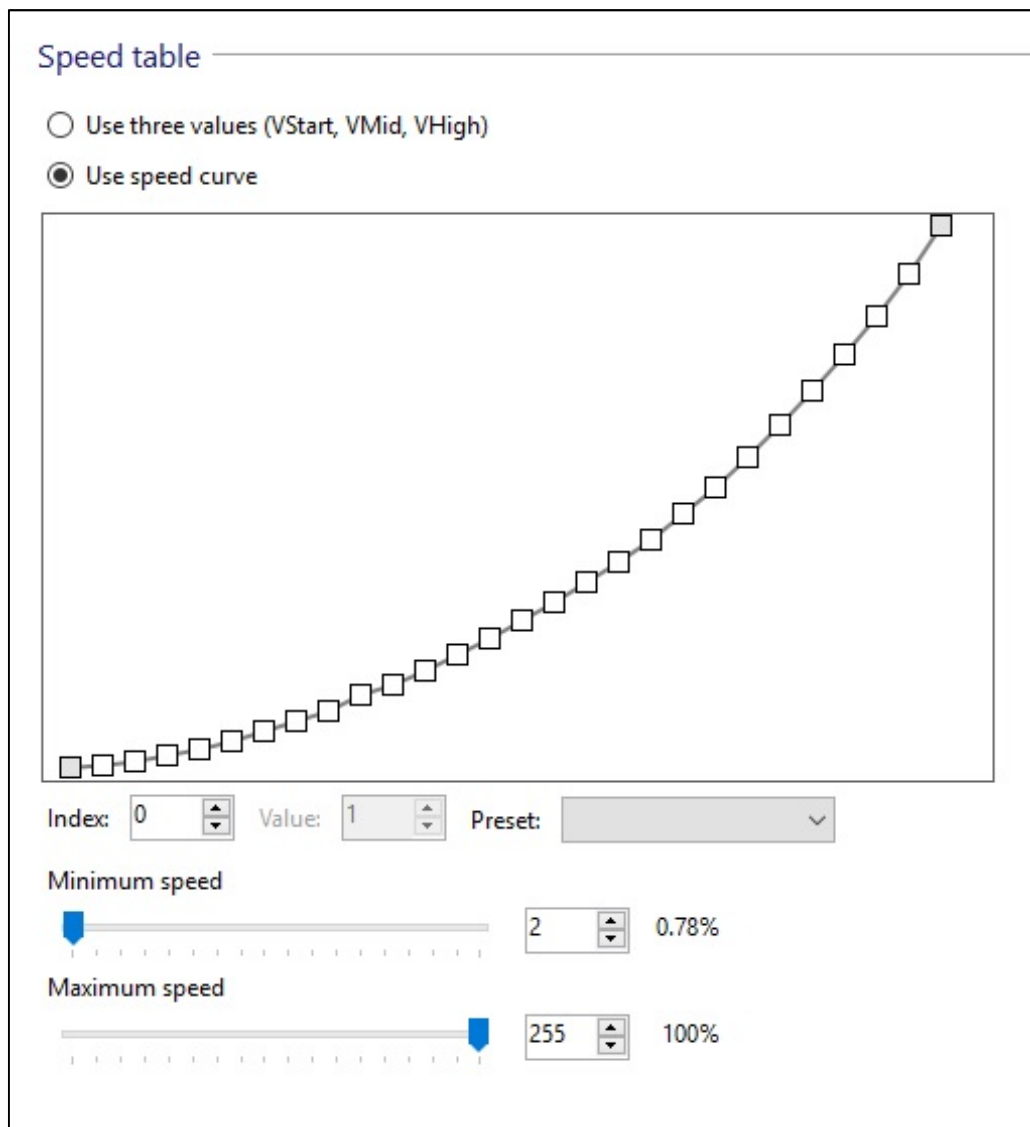 Speed table
Use three values (VStart, VMid, VHigh)
Use speed curve
Index: 0 Value: 1 Preset:
Minimum speed
2 0.78%
Maximum speed
255 100%